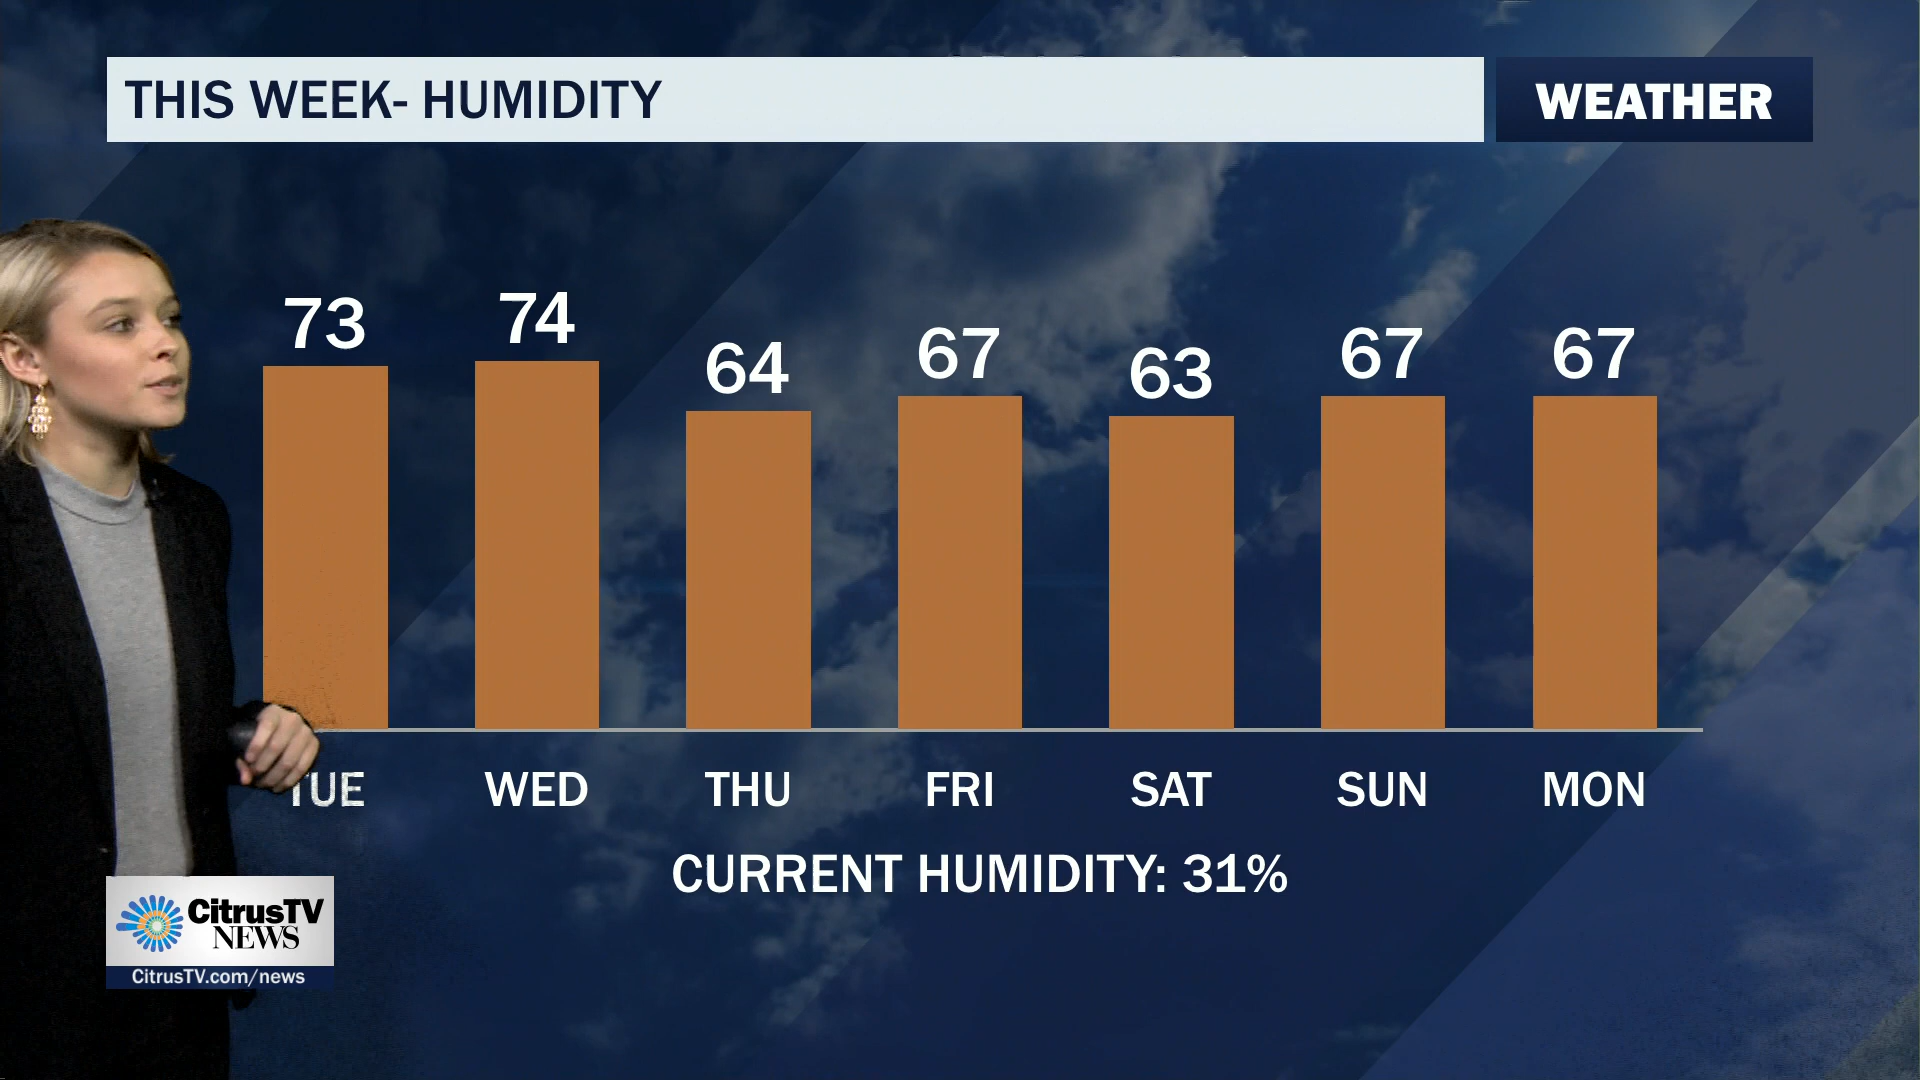 THIS WEEK- HUMIDITY
WEATHER
73 74 64 67 63 67 67
TUE WED THU FRI SAT SUN MON
CURRENT HUMIDITY: 31%
CitrusTV
NEWS
CitrusTV.com/news